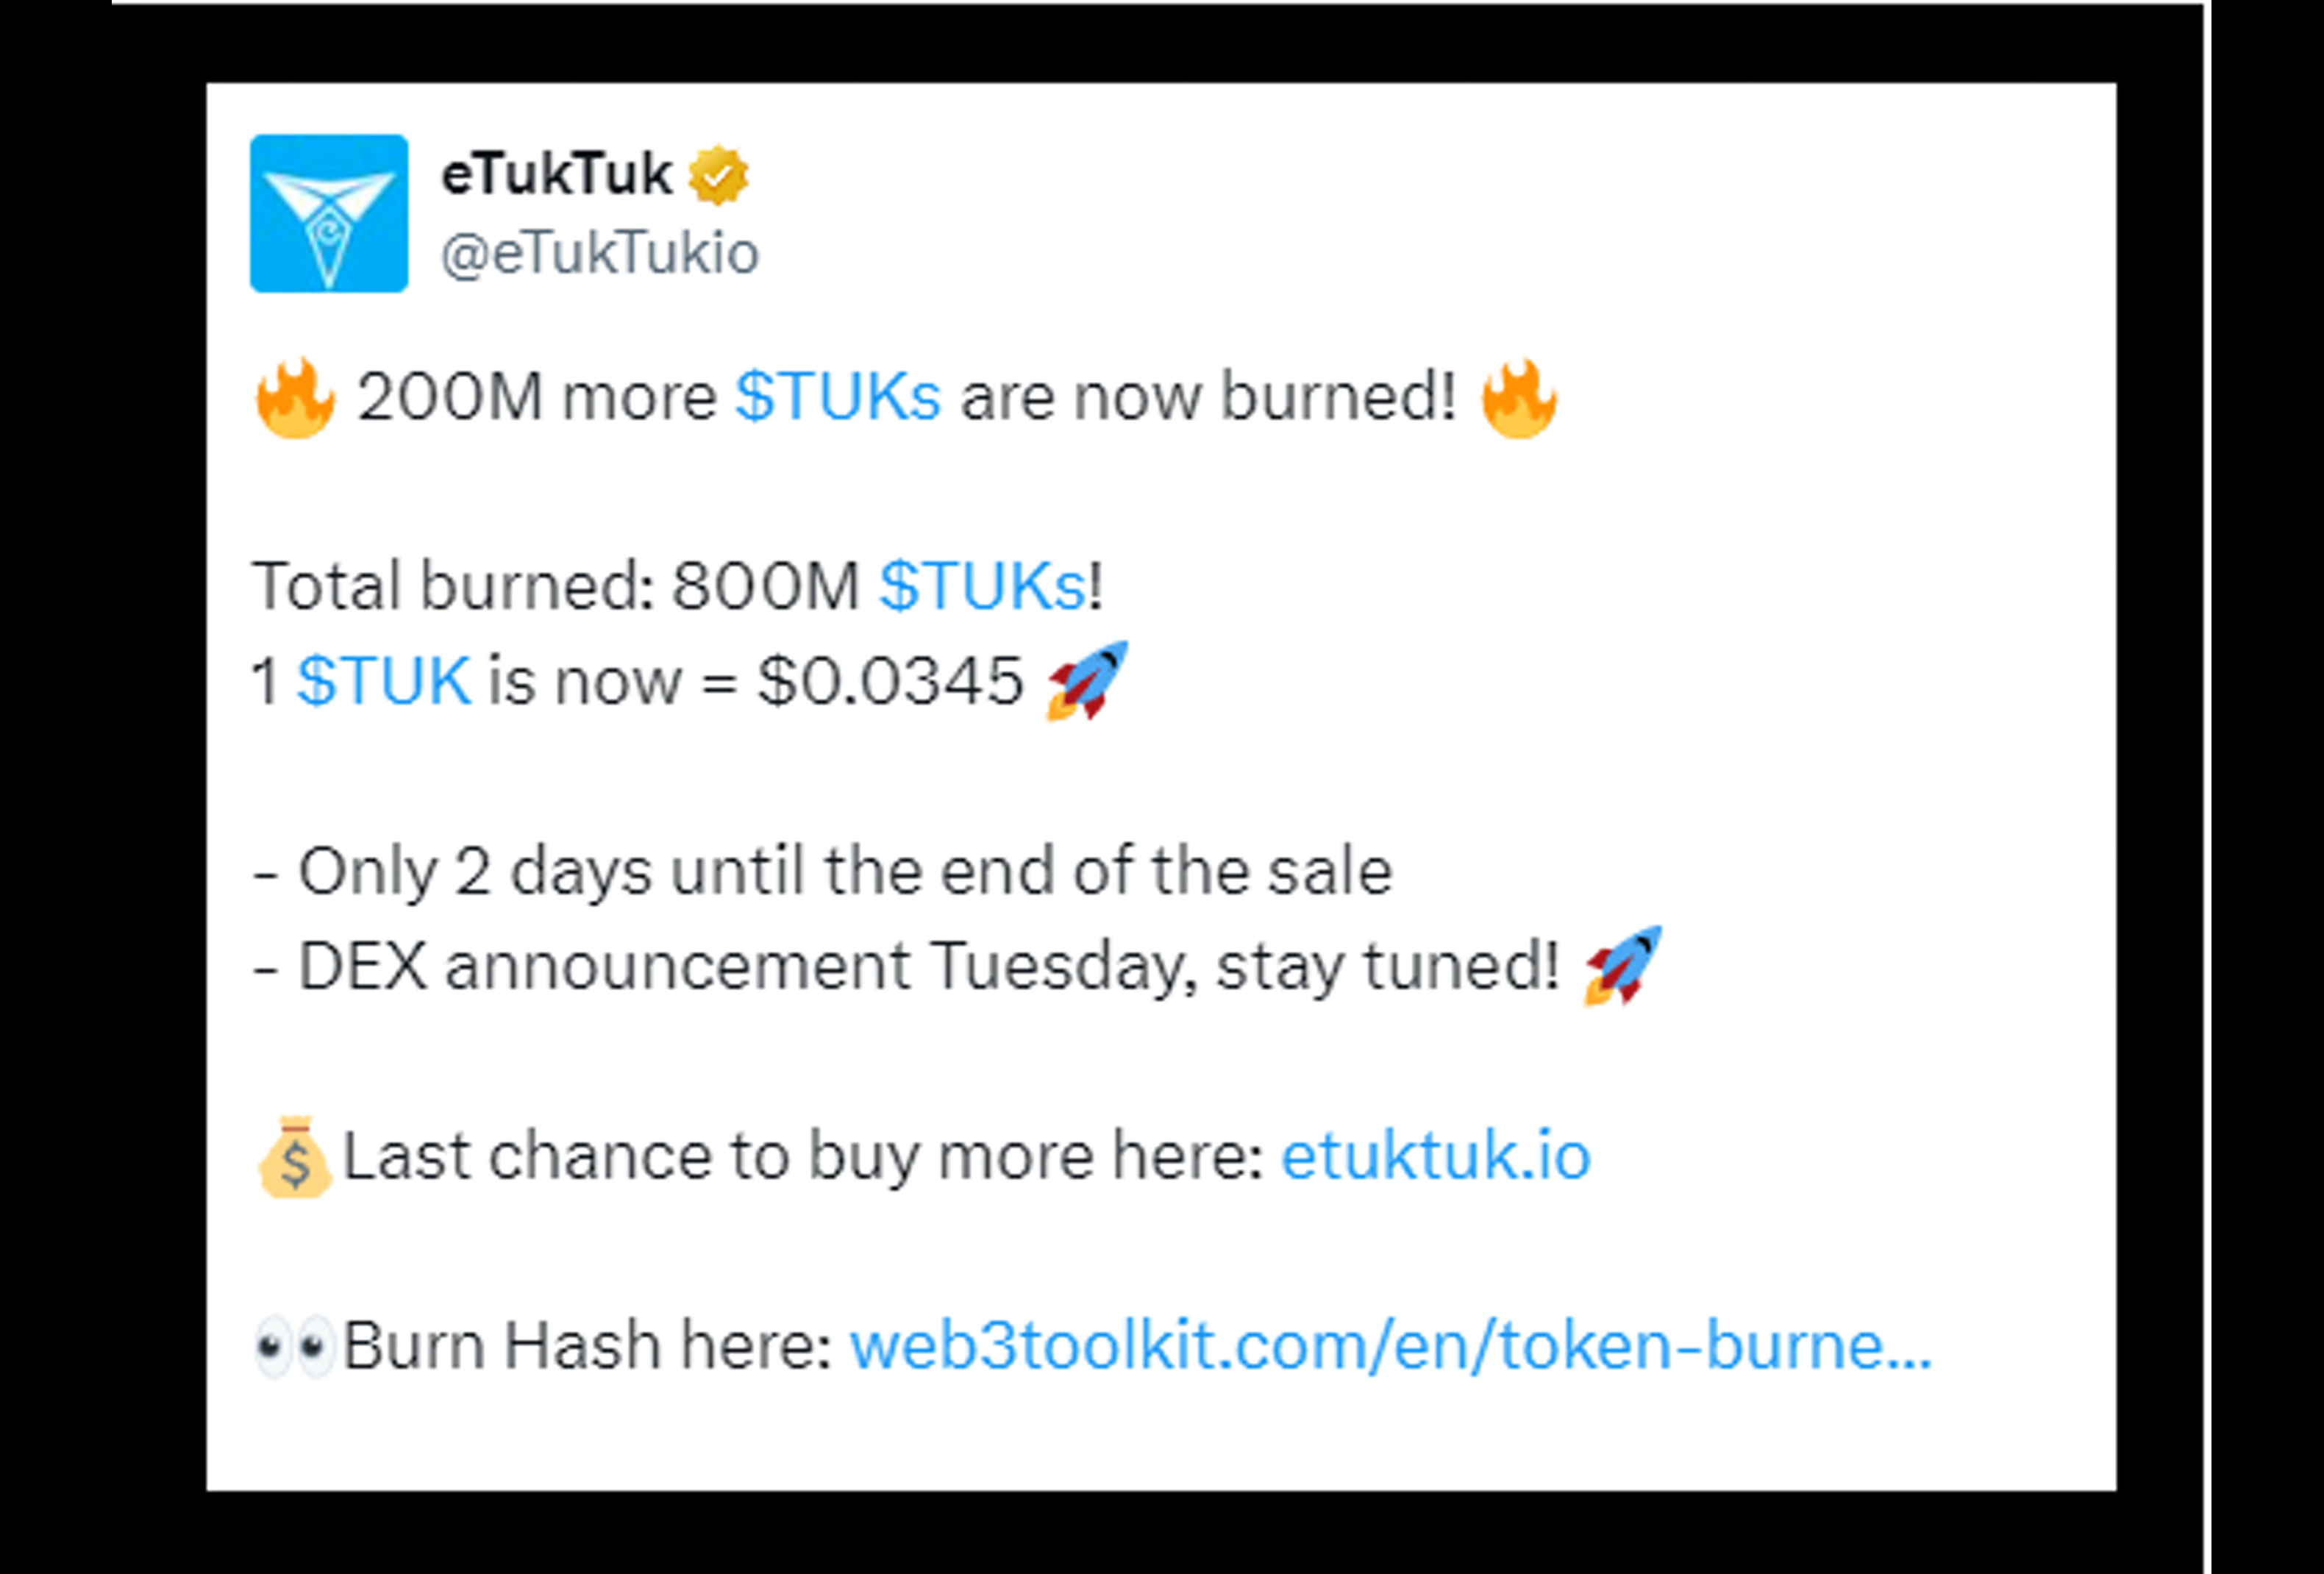 eTukTuk
@eTukTukio
🔥 200M more $TUKs are now burned! 🔥
Total burned: 800M $TUKs!
1 $TUK is now = $0.0345 🚀
- Only 2 days until the end of the sale
- DEX announcement Tuesday, stay tuned! 🚀
💰Last chance to buy more here: etuktuk.io
👀Burn Hash here: web3toolkit.com/en/token-burne...